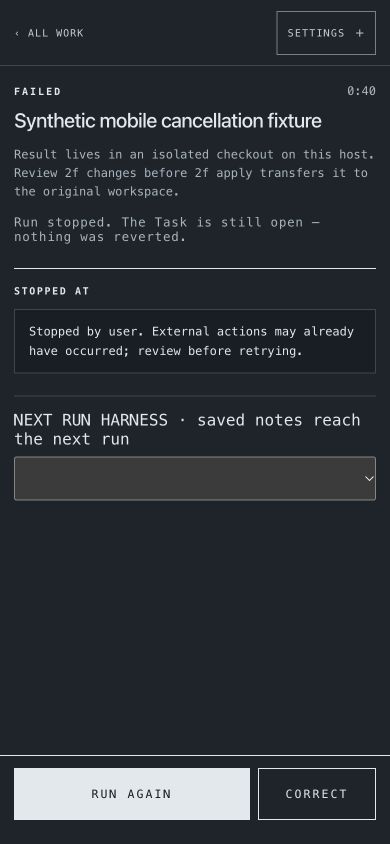 ‹ ALL WORK
SETTINGS +
FAILED
0:40
Synthetic mobile cancellation fixture
Result lives in an isolated checkout on this host.
Review 2f changes before 2f apply transfers it to
the original workspace.
Run stopped. The Task is still open —
nothing was reverted.
STOPPED AT
Stopped by user. External actions may already
have occurred; review before retrying.
NEXT RUN HARNESS · saved notes reach
the next run
RUN AGAIN
CORRECT